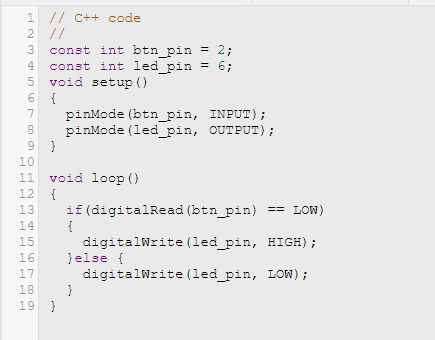 1 // C++ code
2 //
3 const int btn_pin = 2;
4 const int led_pin = 6;
5 void setup()
6 {
7   pinMode(btn_pin, INPUT);
8   pinMode(led_pin, OUTPUT);
9 }
10
11 void loop()
12 {
13   if(digitalRead(btn_pin) == LOW)
14   {
15     digitalWrite(led_pin, HIGH);
16   }else {
17     digitalWrite(led_pin, LOW);
18   }
19 }